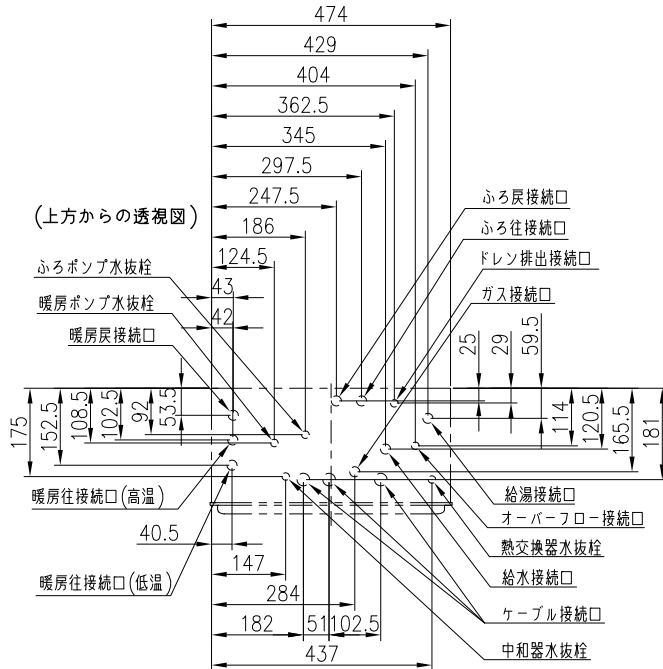 474
429
404
362.5
345
297.5
247.5
(上方からの透視図)
186
124.5
43
42
ふろ戻接続口
ふろ往接続口
ドレン排出接続口
ガス接続口
ふろポンプ水抜栓
暖房ポンプ水抜栓
暖房戻接続口
25
29
59.5
175
152.5
108.5
102.5
92
53.5
114
120.5
165.5
181
暖房往接続口(高温)
40.5
暖房往接続口(低温)
147
284
182
51
102.5
437
給湯接続口
オーバーフロー接続口
熱交換器水抜栓
給水接続口
ケーブル接続口
中和器水抜栓